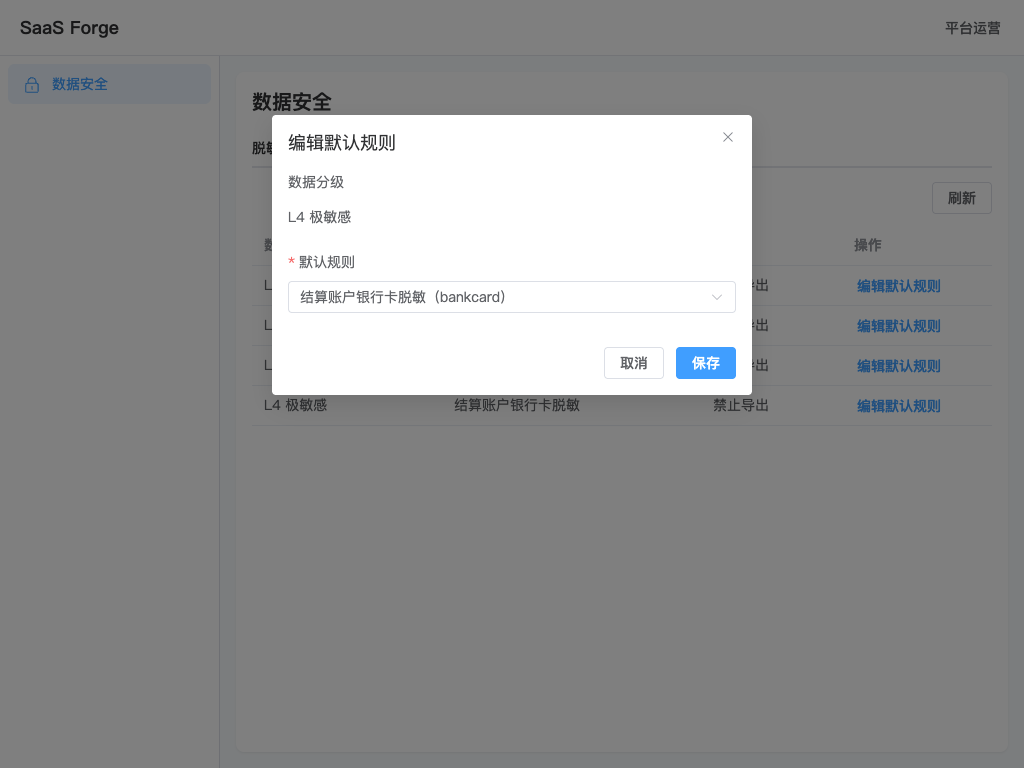 SaaS Forge
平台运营
数据安全
数据安全
编辑默认规则
脱敏
数据分级
L4 极敏感
刷新
操作
* 默认规则
结算账户银行卡脱敏（bankcard）
编辑默认规则
编辑默认规则
取消
保存
编辑默认规则
L4 极敏感
结算账户银行卡脱敏
禁止导出
编辑默认规则